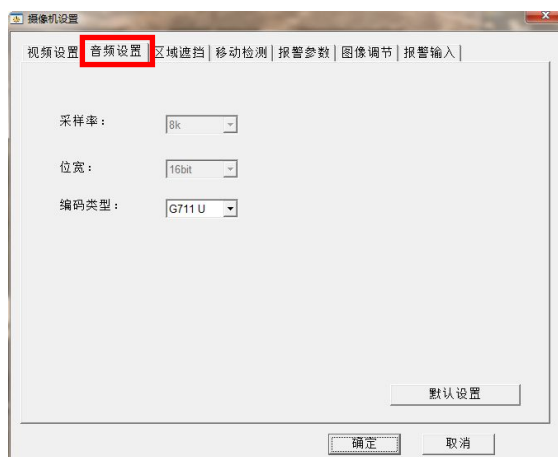 摄像机设置
视频设置 音频设置 区域遮挡 移动检测 报警参数 图像调节 报警输入
采样率： 8k
位宽： 16bit
编码类型： G711 U
默认设置
确定 取消